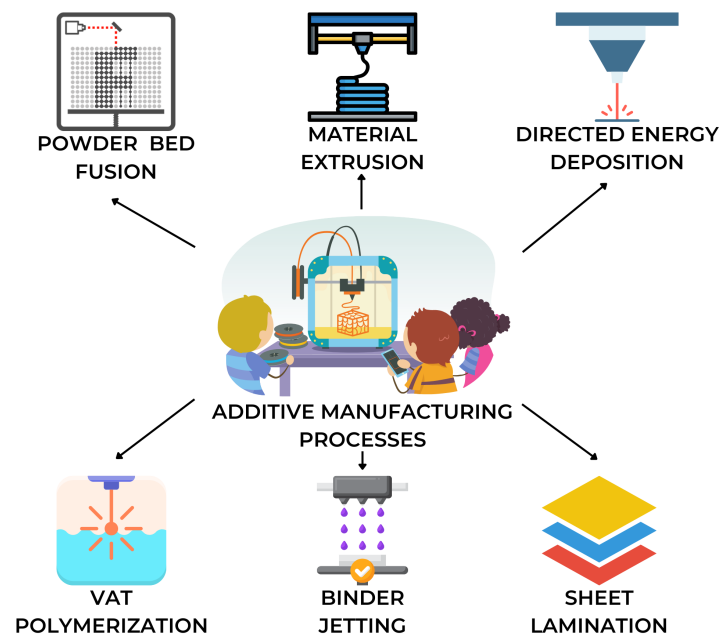 POWDER BED
FUSION
MATERIAL
EXTRUSION
DIRECTED ENERGY
DEPOSITION
ADDITIVE MANUFACTURING
PROCESSES
VAT
POLYMERIZATION
BINDER
JETTING
SHEET
LAMINATION